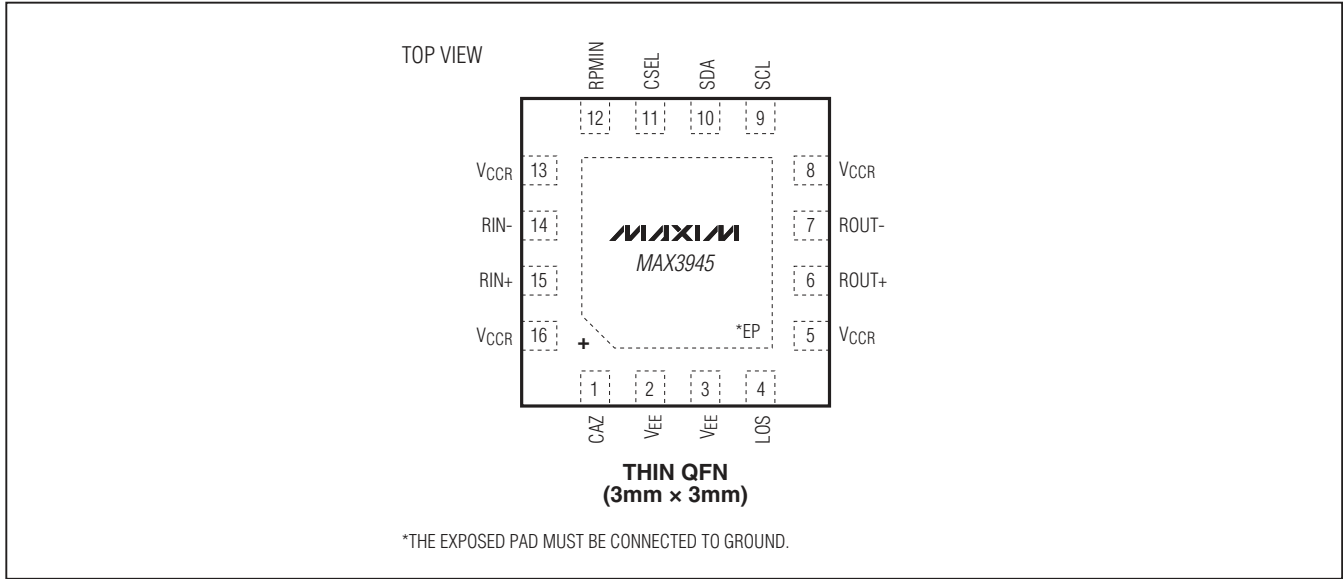 TOP VIEW
RPMIN
CSEL
SDA
SCL
12
11
10
9
VCCR 13
8 VCCR
RIN- 14
7 ROUT-
MAXIM
MAX3945
RIN+ 15
6 ROUT+
VCCR 16
5 VCCR
+
*EP
1
2
3
4
CAZ
VEE
VEE
LOS
THIN QFN
(3mm × 3mm)
*THE EXPOSED PAD MUST BE CONNECTED TO GROUND.